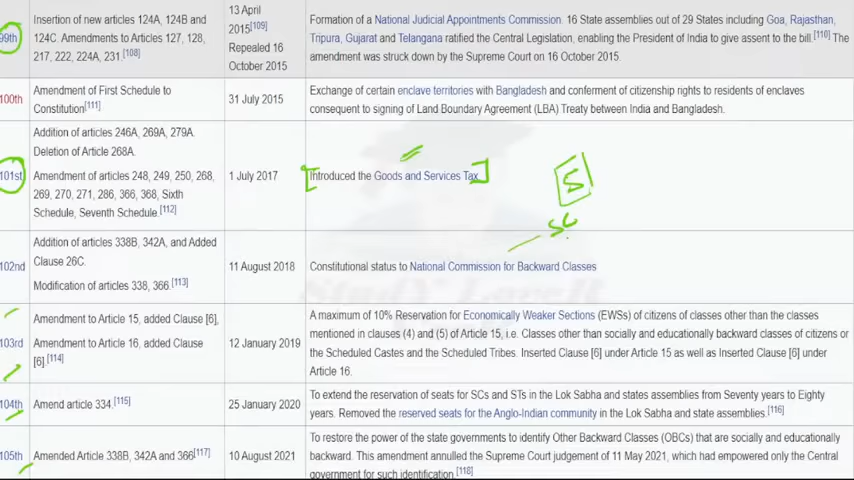 99th
Insertion of new articles 124A, 124B and
124C. Amendments to Articles 127, 128,
217, 222, 224A, 231.[108]
13 April
2015[109]
Repealed 16
October 2015
Formation of a National Judicial Appointments Commission. 16 State assemblies out of 29 States including Goa, Rajasthan,
Tripura, Gujarat and Telangana ratified the Central Legislation, enabling the President of India to give assent to the bill.[110] The
amendment was struck down by the Supreme Court on 16 October 2015.
100th
Amendment of First Schedule to
Constitution[111]
31 July 2015
Exchange of certain enclave territories with Bangladesh and conferment of citizenship rights to residents of enclaves
consequent to signing of Land Boundary Agreement (LBA) Treaty between India and Bangladesh.
101st
Addition of articles 246A, 269A, 279A.
Deletion of Article 268A.
Amendment of articles 248, 249, 250, 268,
269, 270, 271, 286, 366, 368, Sixth
Schedule, Seventh Schedule.[112]
1 July 2017
[Introduced the Goods and Services Tax]
5
SC
102nd
Addition of articles 338B, 342A, and Added
Clause 26C.
Modification of articles 338, 366.[113]
11 August 2018
Constitutional status to National Commission for Backward Classes
StudY LoveR
103rd
Amendment to Article 15, added Clause [6],
Amendment to Article 16, added Clause
[6].[114]
12 January 2019
A maximum of 10% Reservation for Economically Weaker Sections (EWSs) of citizens of classes other than the classes
mentioned in clauses (4) and (5) of Article 15, i.e. Classes other than socially and educationally backward classes of citizens or
the Scheduled Castes and the Scheduled Tribes. Inserted Clause [6] under Article 15 as well as Inserted Clause [6] under
Article 16.
104th
Amend article 334.[115]
25 January 2020
To extend the reservation of seats for SCs and STs in the Lok Sabha and states assemblies from Seventy years to Eighty
years. Removed the reserved seats for the Anglo-Indian community in the Lok Sabha and state assemblies.[116]
105th
Amended Article 338B, 342A and 366[117]
10 August 2021
To restore the power of the state governments to identify Other Backward Classes (OBCs) that are socially and educationally
backward. This amendment annulled the Supreme Court judgement of 11 May 2021, which had empowered only the Central
government for such identification.[118]